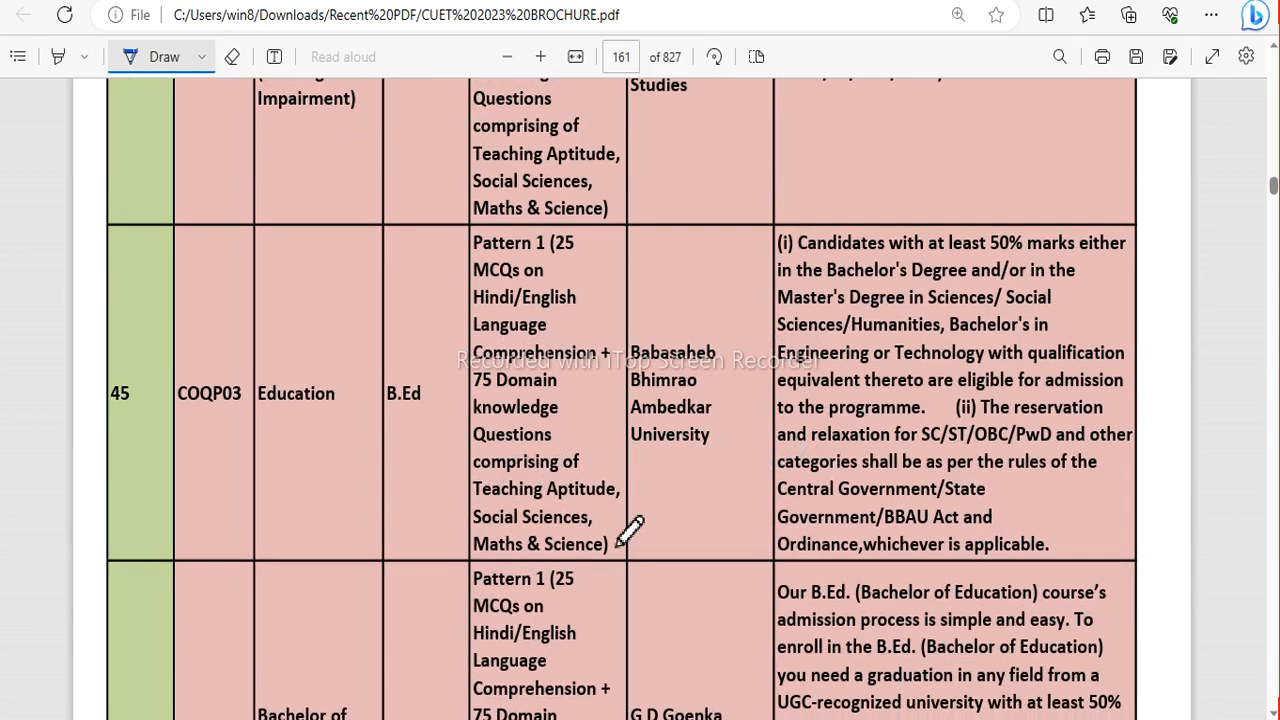 File
C:/Users/win8/Downloads/Recent%20PDF/CUET%202023%20BROCHURE.pdf
Draw
Read aloud
161
of 827
Impairment)
Questions
comprising of
Teaching Aptitude,
Social Sciences,
Maths & Science)
Studies
45
COQP03
Education
B.Ed
Pattern 1 (25
MCQs on
Hindi/English
Language
Comprehension +
75 Domain
knowledge
Questions
comprising of
Teaching Aptitude,
Social Sciences,
Maths & Science)
Babasaheb
Bhimrao
Ambedkar
University
(i) Candidates with at least 50% marks either
in the Bachelor's Degree and/or in the
Master's Degree in Sciences/ Social
Sciences/Humanities, Bachelor's in
Engineering or Technology with qualification
equivalent thereto are eligible for admission
to the programme. (ii) The reservation
and relaxation for SC/ST/OBC/PwD and other
categories shall be as per the rules of the
Central Government/State
Government/BBAU Act and
Ordinance,whichever is applicable.
Recorded with iTop Screen Recorder
Bachelor of
Pattern 1 (25
MCQs on
Hindi/English
Language
Comprehension +
75 Domain
G D Goenka
Our B.Ed. (Bachelor of Education) course’s
admission process is simple and easy. To
enroll in the B.Ed. (Bachelor of Education)
you need a graduation in any field from a
UGC-recognized university with at least 50%